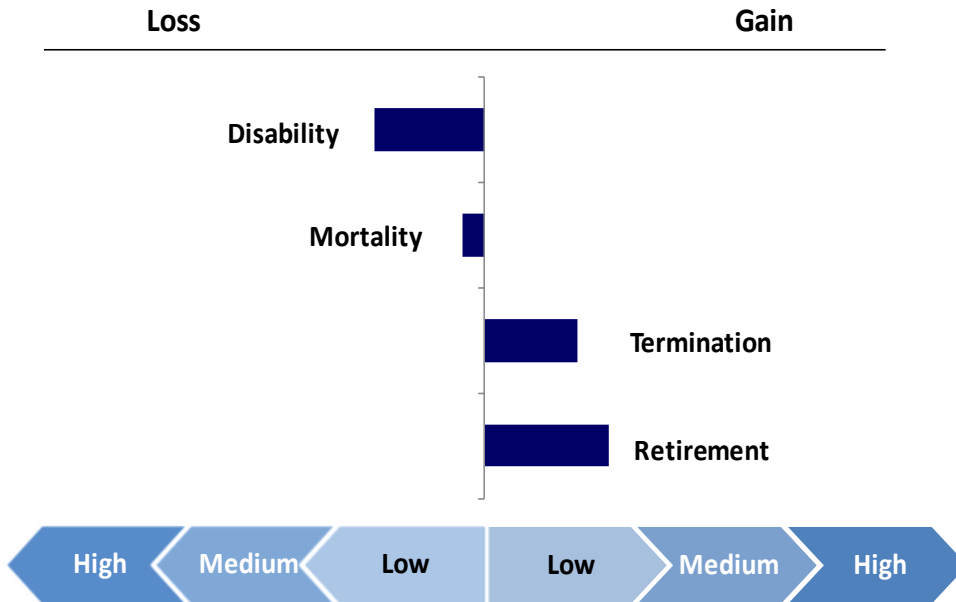 Loss Gain
Disability
Mortality
Termination
Retirement
High Medium Low Low Medium High